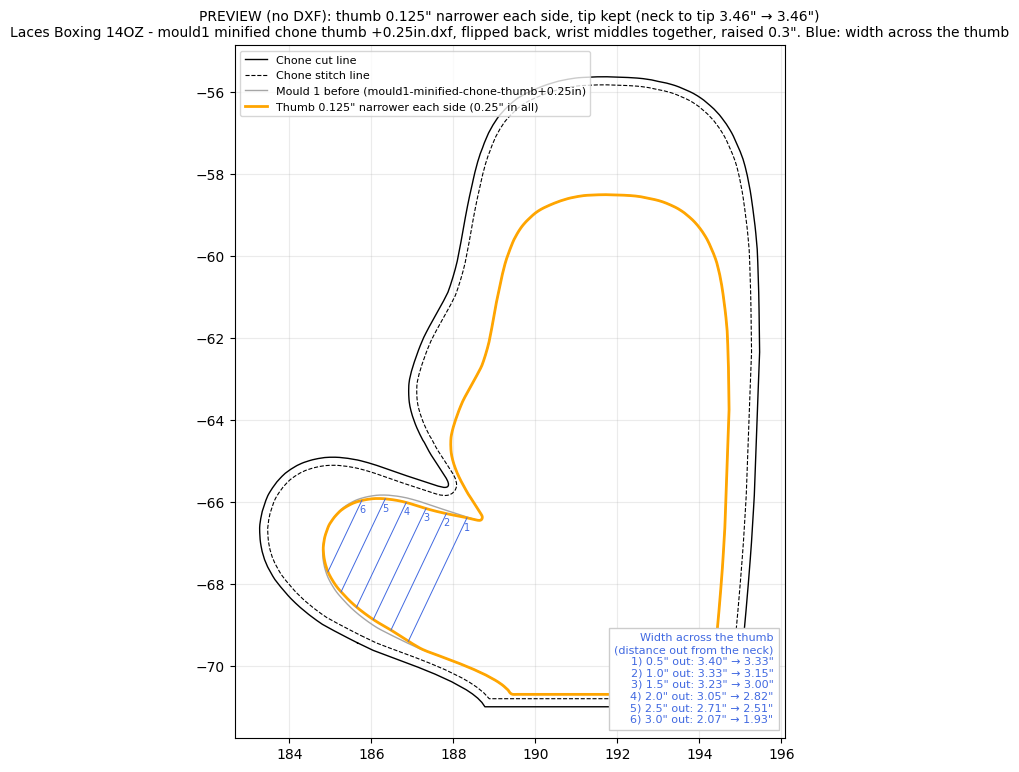 PREVIEW (no DXF): thumb 0.125" narrower each side, tip kept (neck to tip 3.46" → 3.46")
Laces Boxing 14OZ - mould1 minified chone thumb +0.25in.dxf, flipped back, wrist middles together, raised 0.3". Blue: width across the thumb
Chone cut line
Chone stitch line
Mould 1 before (mould1-minified-chone-thumb+0.25in)
Thumb 0.125" narrower each side (0.25" in all)
−56
−58
−60
−62
−64
−66
−68
−70
6
5
4
3
2
1
Width across the thumb
(distance out from the neck)
1) 0.5" out: 3.40" → 3.33"
2) 1.0" out: 3.33" → 3.15"
3) 1.5" out: 3.23" → 3.00"
4) 2.0" out: 3.05" → 2.82"
5) 2.5" out: 2.71" → 2.51"
6) 3.0" out: 2.07" → 1.93"
184
186
188
190
192
194
196